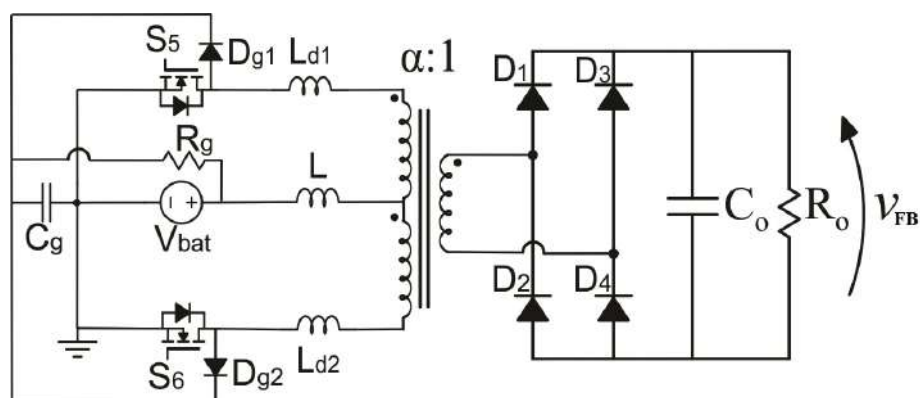 S5
Dg1
Ld1
α:1
D1
D3
Rg
L
Cg
- +
Vbat
Co
Ro
vFB
D2
D4
S6
Dg2
Ld2